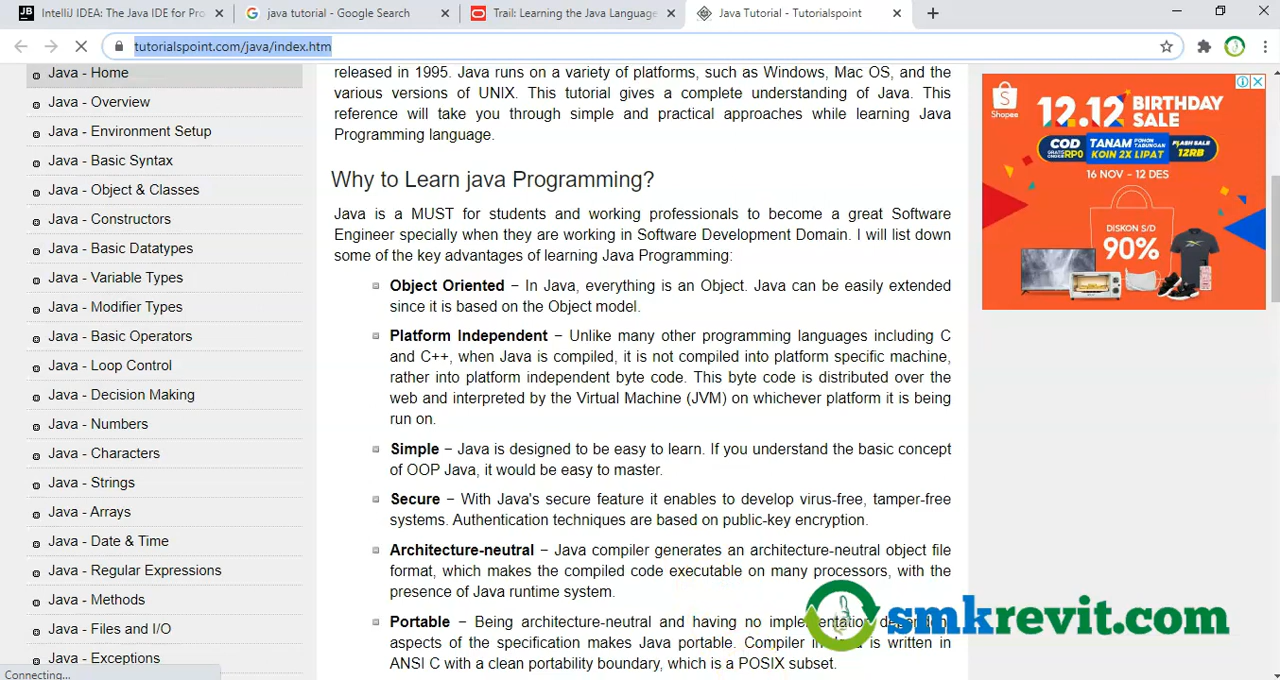 IntelliJ IDEA: The Java IDE for Pro
java tutorial - Google Search
Trail: Learning the Java Language
Java Tutorial - Tutorialspoint
tutorialspoint.com/java/index.htm
Java - Home
Java - Overview
Java - Environment Setup
Java - Basic Syntax
Java - Object & Classes
Java - Constructors
Java - Basic Datatypes
Java - Variable Types
Java - Modifier Types
Java - Basic Operators
Java - Loop Control
Java - Decision Making
Java - Numbers
Java - Characters
Java - Strings
Java - Arrays
Java - Date & Time
Java - Regular Expressions
Java - Methods
Java - Files and I/O
Java - Exceptions
Connecting...
released in 1995. Java runs on a variety of platforms, such as Windows, Mac OS, and the
various versions of UNIX. This tutorial gives a complete understanding of Java. This
reference will take you through simple and practical approaches while learning Java
Programming language.
Why to Learn java Programming?
Java is a MUST for students and working professionals to become a great Software
Engineer specially when they are working in Software Development Domain. I will list down
some of the key advantages of learning Java Programming:
Object Oriented − In Java, everything is an Object. Java can be easily extended
since it is based on the Object model.
Platform Independent − Unlike many other programming languages including C
and C++, when Java is compiled, it is not compiled into platform specific machine,
rather into platform independent byte code. This byte code is distributed over the
web and interpreted by the Virtual Machine (JVM) on whichever platform it is being
run on.
Simple − Java is designed to be easy to learn. If you understand the basic concept
of OOP Java, it would be easy to master.
Secure − With Java's secure feature it enables to develop virus-free, tamper-free
systems. Authentication techniques are based on public-key encryption.
Architecture-neutral − Java compiler generates an architecture-neutral object file
format, which makes the compiled code executable on many processors, with the
presence of Java runtime system.
Portable − Being architecture-neutral and having no
aspects of the specification makes Java portable. Compiler in is written in
ANSI C with a clean portability boundary, which is a POSIX subset.
Shopee
12.12 BIRTHDAY
SALE
COD
GRATIS ONGKIR RP0
TANAM POHON TABUNGAN
KOIN 2X LIPAT
FLASH SALE
12RB
16 NOV - 12 DES
DISKON S/D
90%
smkrevit.com